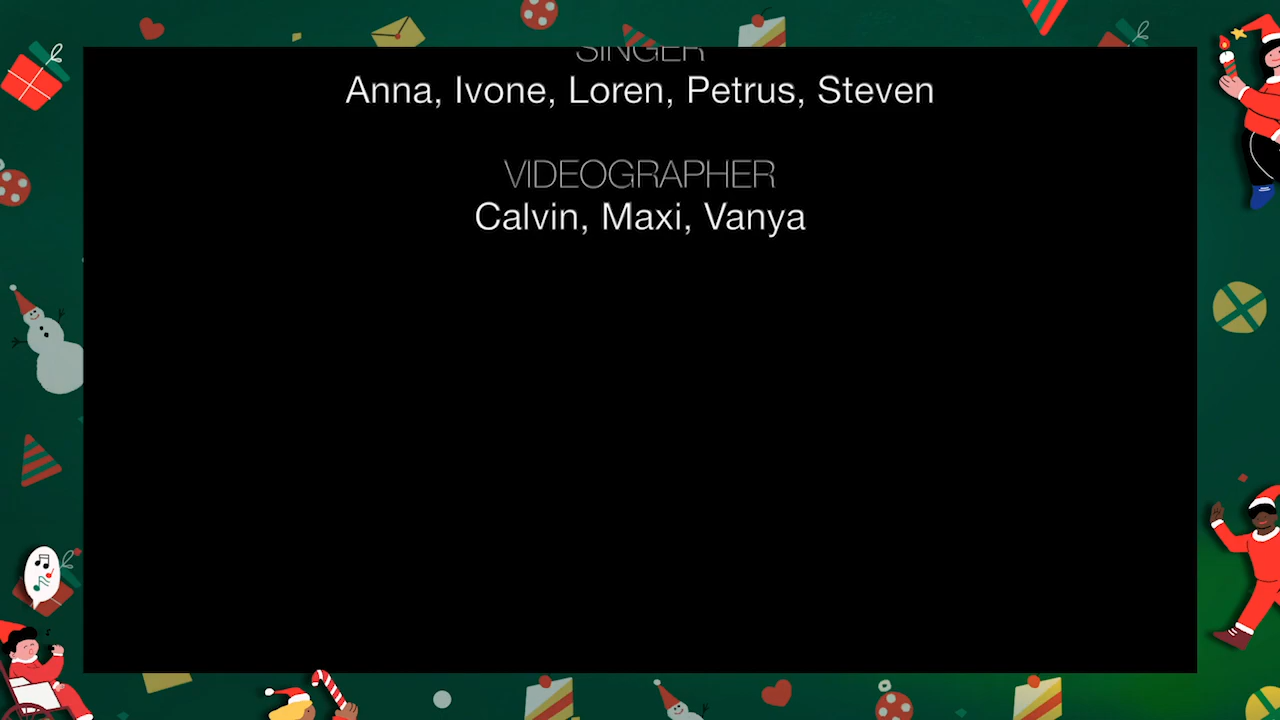 SINGER
Anna, Ivone, Loren, Petrus, Steven
VIDEOGRAPHER
Calvin, Maxi, Vanya